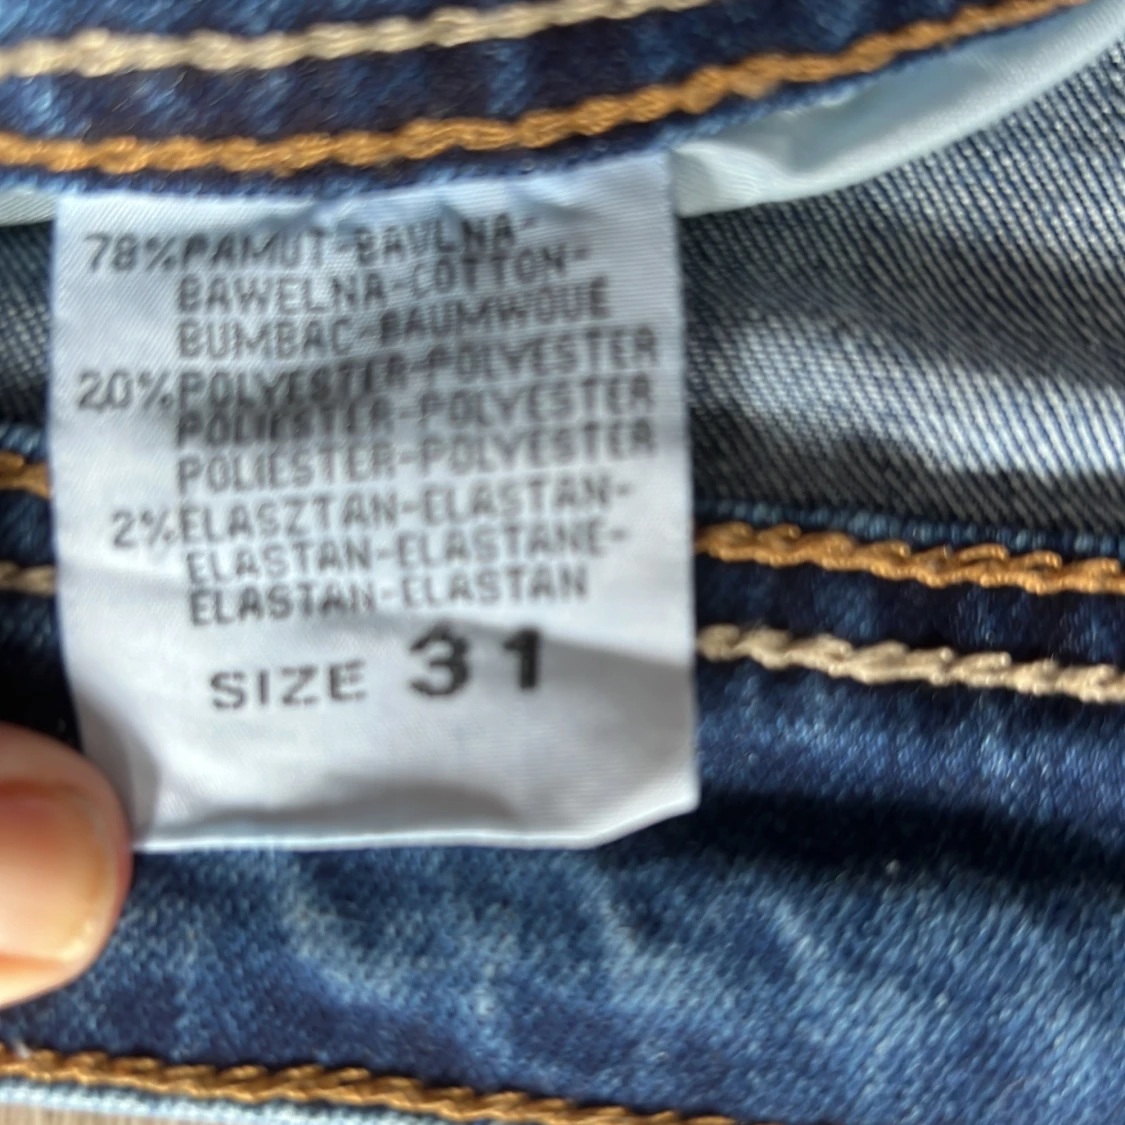 78%PAMUT-BAVLNA-
BAWELNA-COTTON-
BUMBAC-BAUMWOUE
20%POLYESTER-POLYESTER
POLIESTER-POLYESTER
POLIESTER-POLYESTER
2%ELASZTAN-ELASTAN-
ELASTAN-ELASTANE-
ELASTAN-ELASTAN
SIZE 31